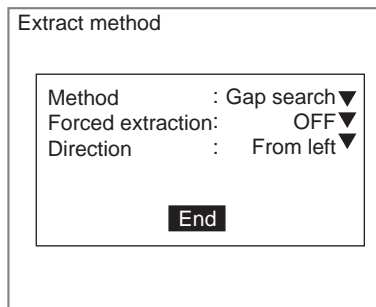 Extract method
Method : Gap search▼
Forced extraction: OFF▼
Direction : From left▼
End